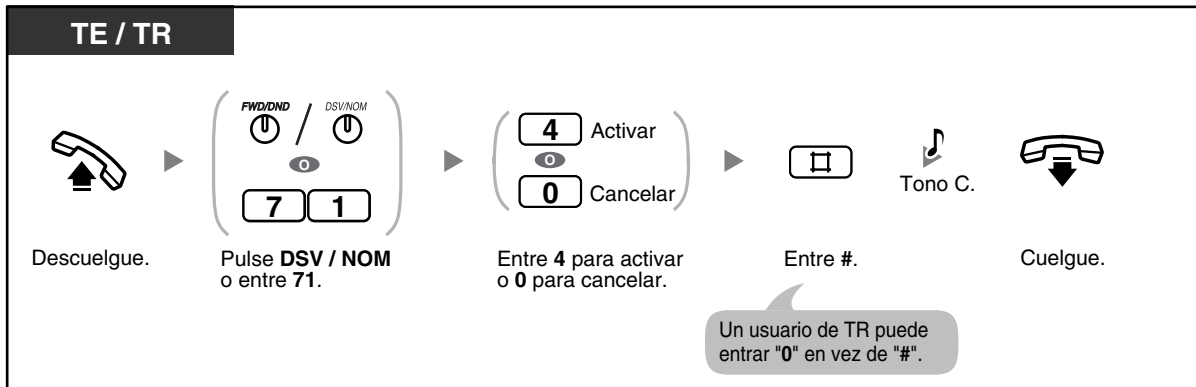 TE / TR
FWD/DND
DSV/NOM
O
7
1
4
Activar
O
0
Cancelar
Tono C.
Descuelgue.
Pulse DSV / NOM
o entre 71.
Entre 4 para activar
o 0 para cancelar.
Entre #.
Cuelgue.
Un usuario de TR puede
entrar "0" en vez de "#".